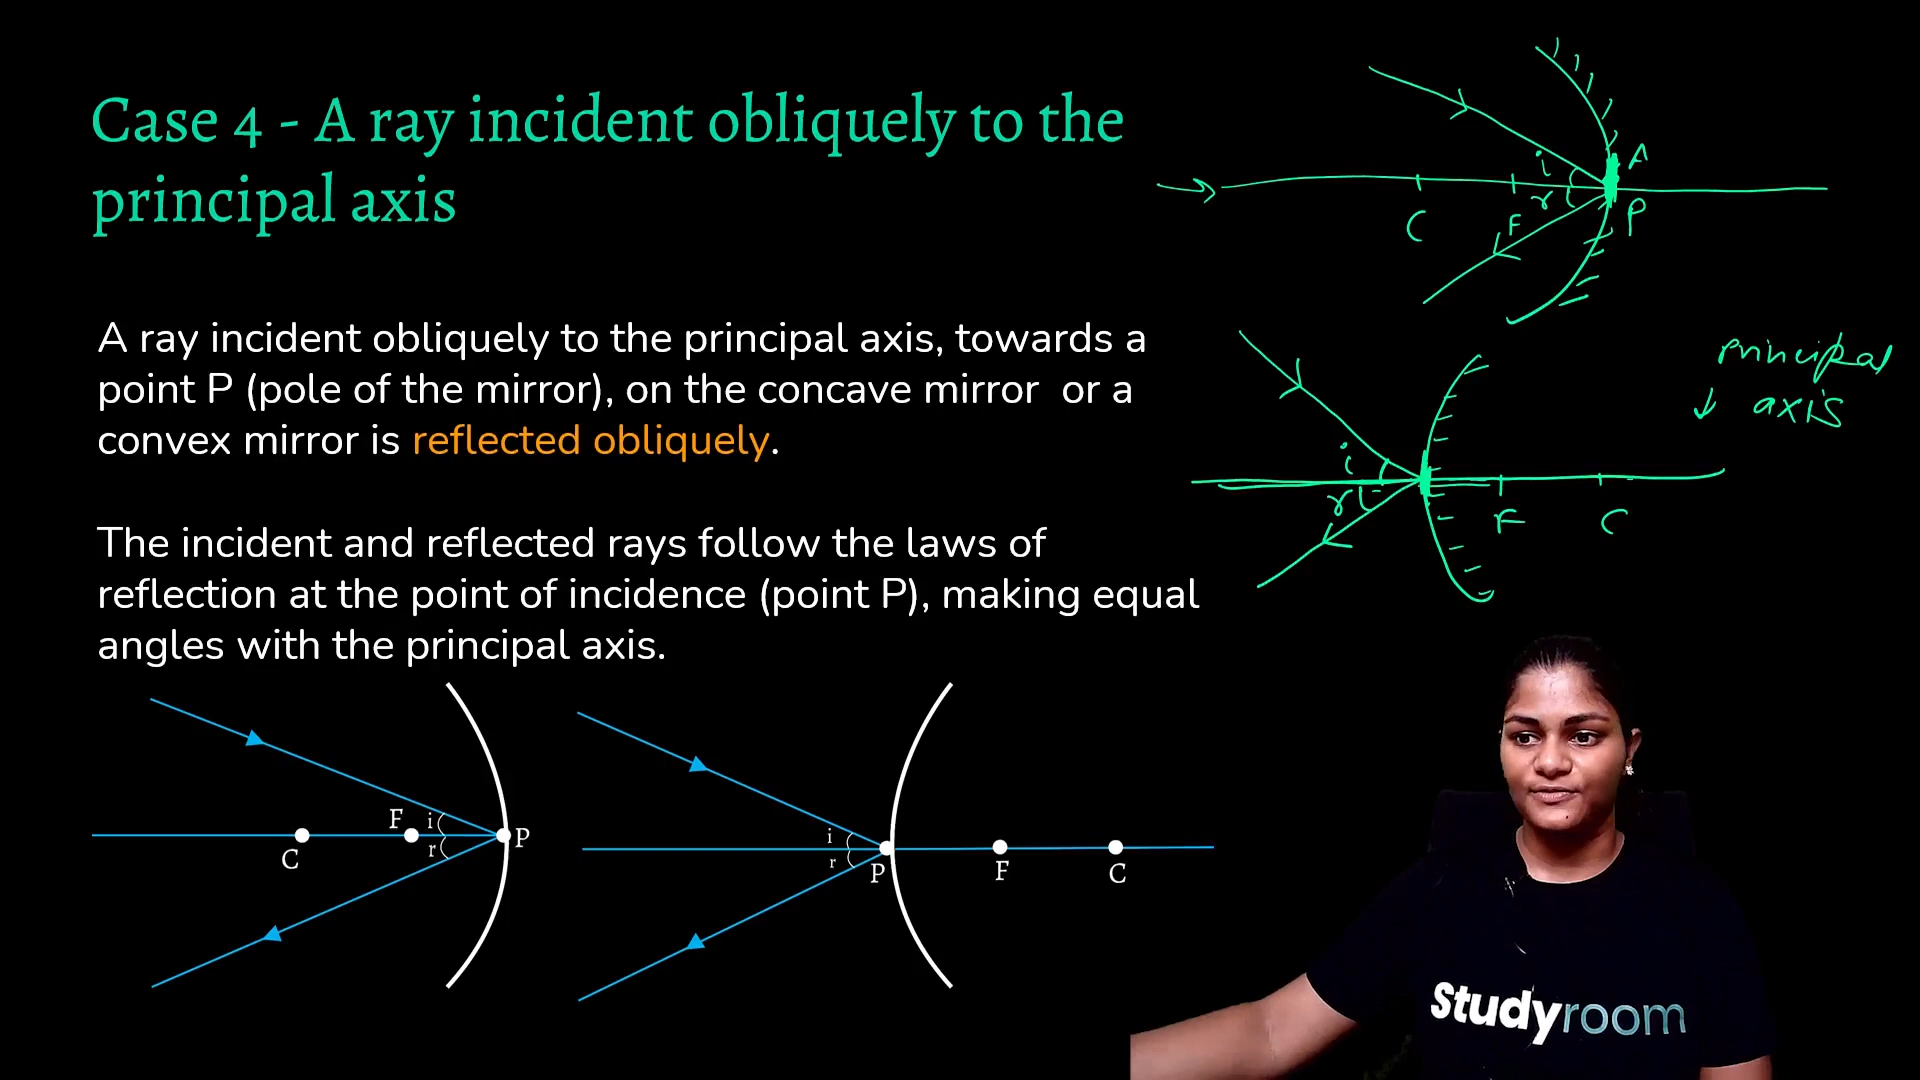 Case 4 - A ray incident obliquely to the
principal axis
A ray incident obliquely to the principal axis, towards a
point P (pole of the mirror), on the concave mirror or a
convex mirror is reflected obliquely.
The incident and reflected rays follow the laws of
reflection at the point of incidence (point P), making equal
angles with the principal axis.
C
F
i
r
P
i
r
P
F
C
i
r
A
P
C
F
i
r
F
C
principal
axis
Studyroom